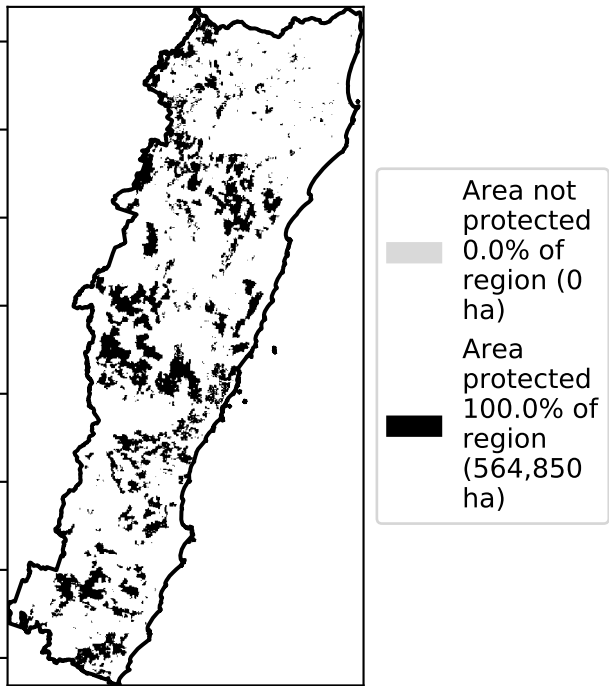 Area not
protected
0.0% of
region (0
ha)
Area
protected
100.0% of
region
(564,850
ha)